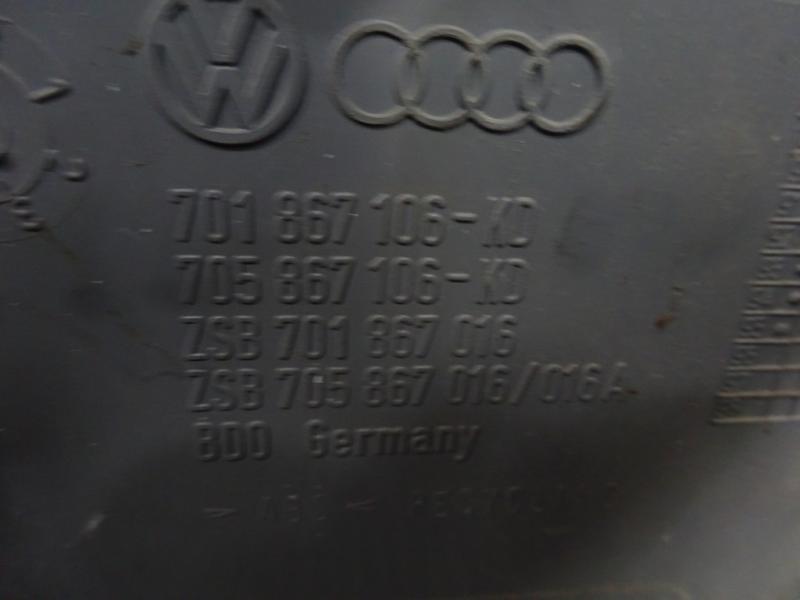 701 867 106-KD
705 867 106-KD
ZSB 701 867 016
ZSB 705 867 016/016A
BDO Germany